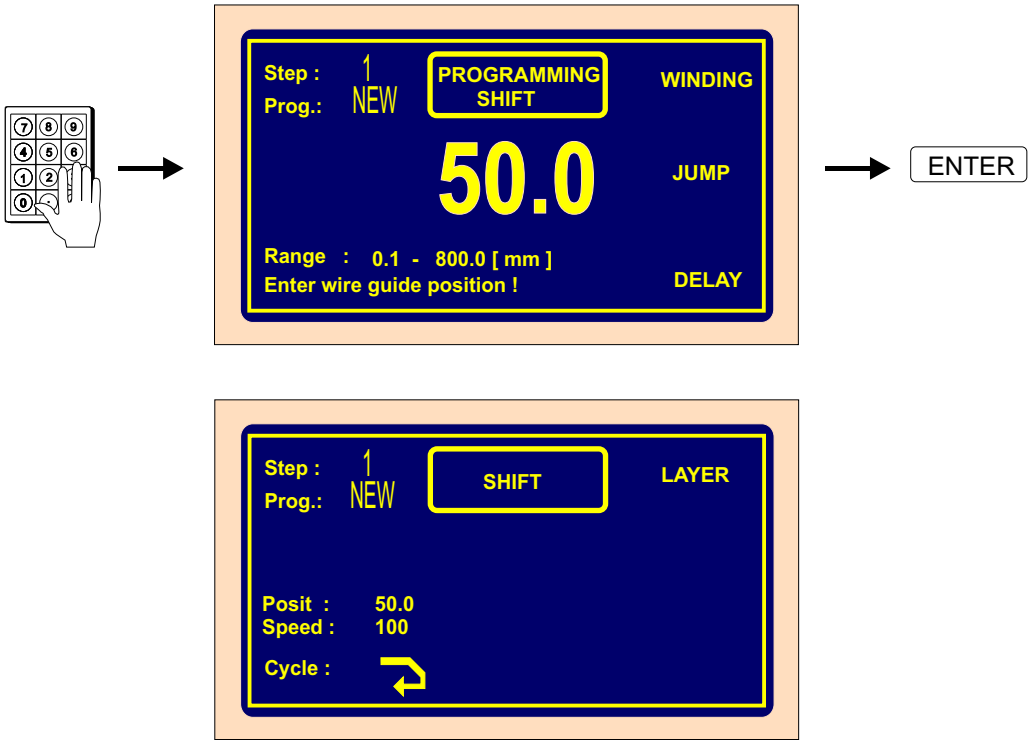 7 8 9
4 5 6
1 2
0 .
Step : 1
Prog.: NEW
PROGRAMMING
SHIFT
WINDING
50.0
JUMP
Range : 0.1 - 800.0 [ mm ]
Enter wire guide position !
DELAY
ENTER
Step : 1
Prog.: NEW
SHIFT
LAYER
Posit : 50.0
Speed : 100
Cycle :